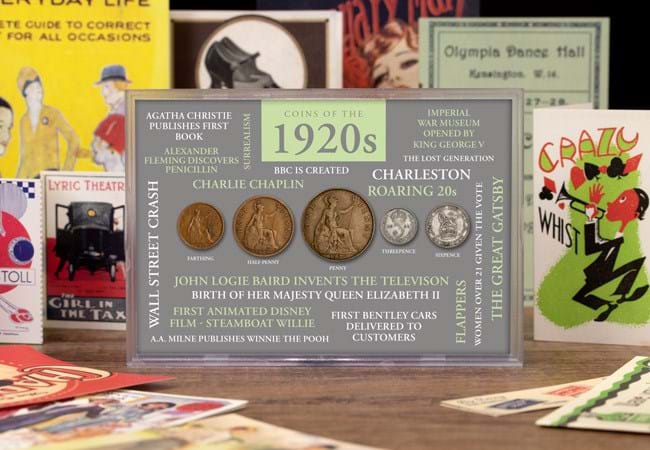 ERYDAY LIFE
ETE GUIDE TO CORRECT
FOR ALL OCCASIONS
Olympia Dance Hall
Kensington, W. 14.
COINS OF THE
1920s
AGATHA CHRISTIE
PUBLISHES FIRST
BOOK
SURREALISM
ALEXANDER
FLEMING DISCOVERS
PENICILLIN
BBC IS CREATED
IMPERIAL
WAR MUSEUM
OPENED BY
KING GEORGE V
THE LOST GENERATION
CHARLIE CHAPLIN
CHARLESTON
ROARING 20s
WALL STREET CRASH
FARTHING
HALF-PENNY
PENNY
THREEPENCE
SIXPENCE
JOHN LOGIE BAIRD INVENTS THE TELEVISON
BIRTH OF HER MAJESTY QUEEN ELIZABETH II
FIRST ANIMATED DISNEY
FILM - STEAMBOAT WILLIE
FIRST BENTLEY CARS
DELIVERED TO
CUSTOMERS
A.A. MILNE PUBLISHES WINNIE THE POOH
FLAPPERS
WOMEN OVER 21 GIVEN THE VOTE
THE GREAT GATSBY
LYRIC THEATRE
THE
GIRL IN
THE TAX
TOLL
CRAZY
WHIST